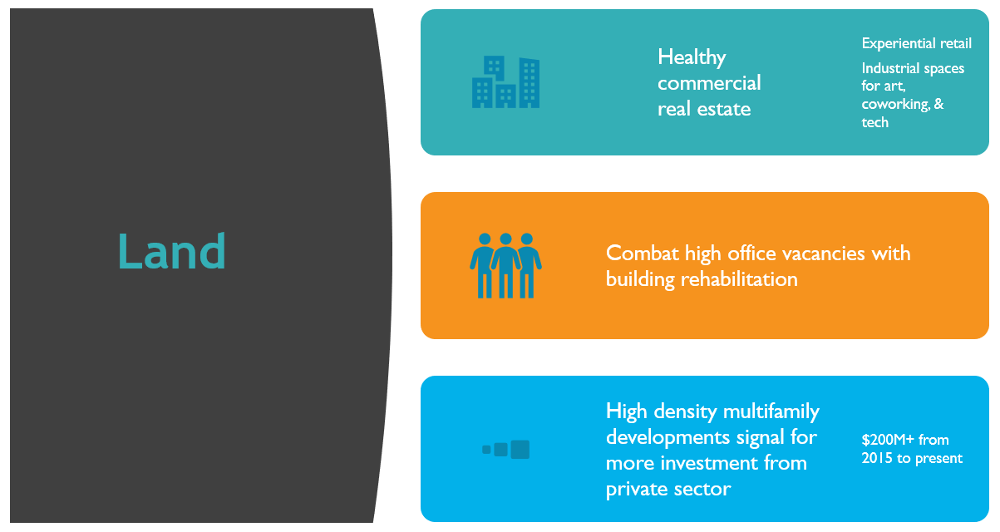 Land
Healthy
commercial
real estate
Experiential retail
Industrial spaces
for art,
coworking, &
tech
Combat high office vacancies with
building rehabilitation
High density multifamily
developments signal for
more investment from
private sector
$200M+ from
2015 to present